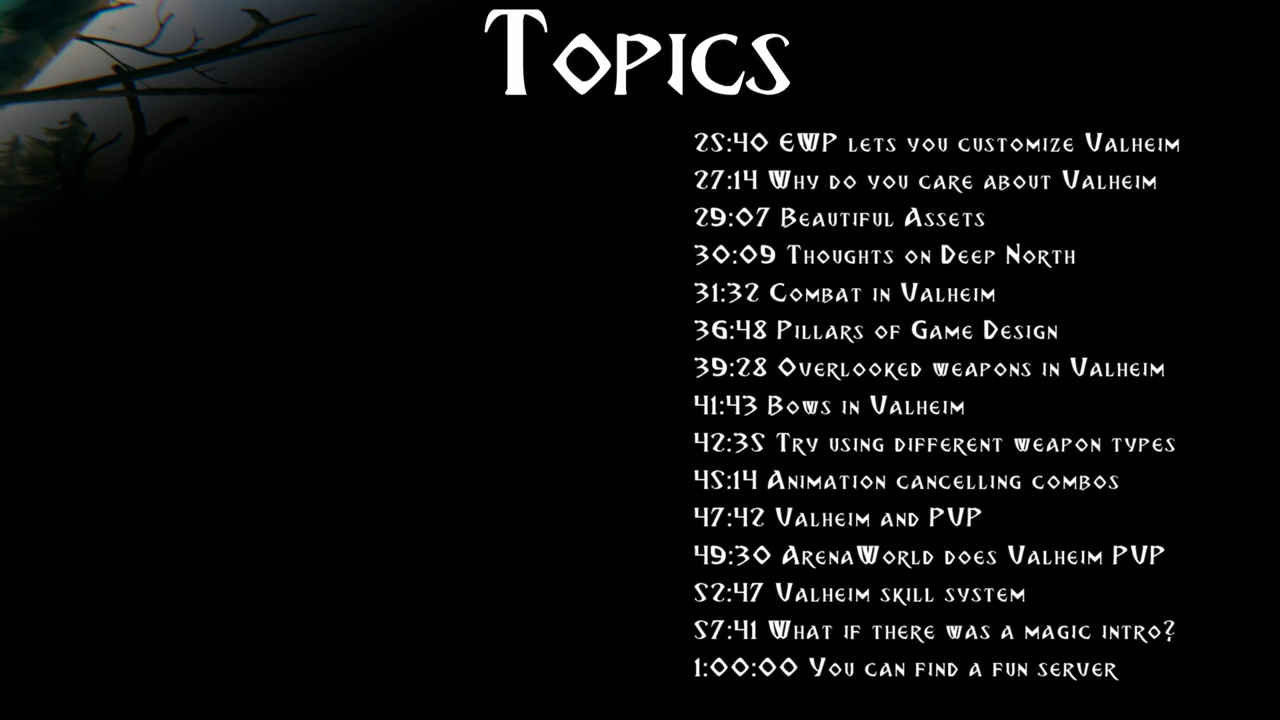 Topics
25:40 EWP lets you customize Valheim
27:14 Why do you care about Valheim
29:07 Beautiful Assets
30:09 Thoughts on Deep North
31:32 Combat in Valheim
36:48 Pillars of Game Design
39:28 Overlooked weapons in Valheim
41:43 Bows in Valheim
42:35 Try using different weapon types
45:14 Animation cancelling combos
47:42 Valheim and PVP
49:30 ArenaWorld does Valheim PVP
52:47 Valheim skill system
57:41 What if there was a magic intro?
1:00:00 You can find a fun server